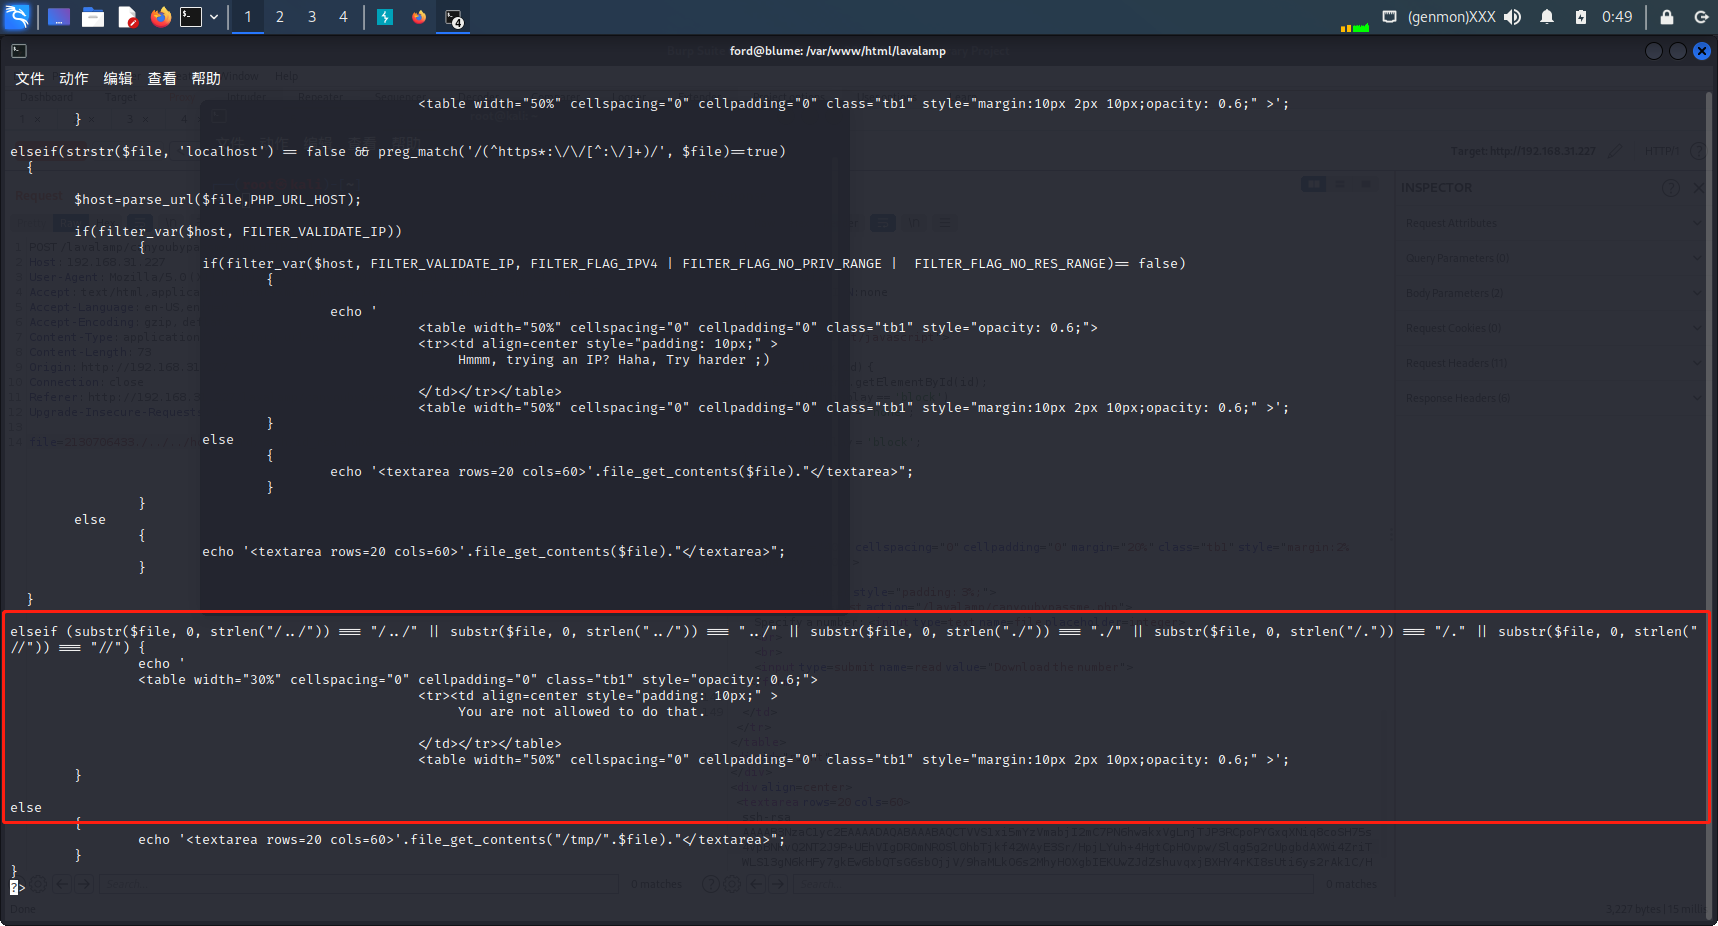 1 2 3 4 4 (genmon)XXX 0:49
ford@blume: /var/www/html/lavalamp
文件 动作 编辑 查看 帮助
<table width="50%" cellspacing="0" cellpadding="0" class="tb1" style="margin:10px 2px 10px;opacity: 0.6;" >';
}
elseif(strstr($file, 'localhost') == false && preg_match('/(^https*:\/\/[^:\/]+)/', $file)==true)
{
$host=parse_url($file,PHP_URL_HOST);
if(filter_var($host, FILTER_VALIDATE_IP))
{
if(filter_var($host, FILTER_VALIDATE_IP, FILTER_FLAG_IPV4 | FILTER_FLAG_NO_PRIV_RANGE |  FILTER_FLAG_NO_RES_RANGE)== false)
{
echo '
<table width="50%" cellspacing="0" cellpadding="0" class="tb1" style="opacity: 0.6;">
<tr><td align=center style="padding: 10px;" >
Hmmm, trying an IP? Haha, Try harder ;)
</td></tr></table>
<table width="50%" cellspacing="0" cellpadding="0" class="tb1" style="margin:10px 2px 10px;opacity: 0.6;" >';
}
else
{
echo '<textarea rows=20 cols=60>'.file_get_contents($file)."</textarea>";
}
}
else
{
echo '<textarea rows=20 cols=60>'.file_get_contents($file)."</textarea>";
}
}
elseif (substr($file, 0, strlen("/../")) === "/../" || substr($file, 0, strlen("../")) === "../" || substr($file, 0, strlen("./")) === "./" || substr($file, 0, strlen("/.")) === "/." || substr($file, 0, strlen("
//")) === "//") {
echo '
<table width="30%" cellspacing="0" cellpadding="0" class="tb1" style="opacity: 0.6;">
<tr><td align=center style="padding: 10px;" >
You are not allowed to do that.
</td></tr></table>
<table width="50%" cellspacing="0" cellpadding="0" class="tb1" style="margin:10px 2px 10px;opacity: 0.6;" >';
}
else
{
echo '<textarea rows=20 cols=60>'.file_get_contents("/tmp/".$file)."</textarea>";
}
}
?>